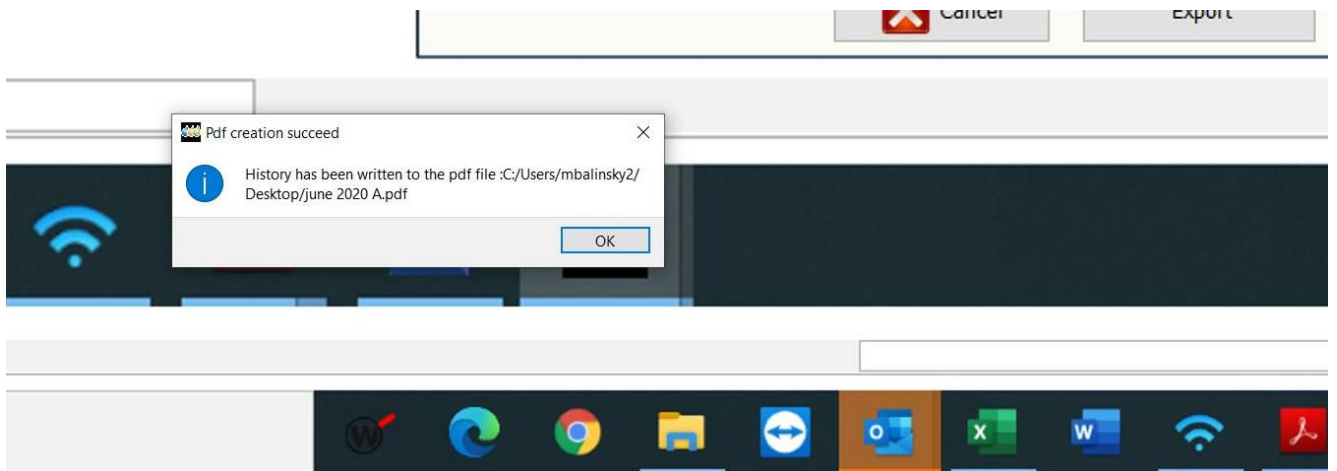 Cancel
Export
Pdf creation succeed
History has been written to the pdf file :C:/Users/mbalinsky2/
Desktop/june 2020 A.pdf
OK
W
O
X
W